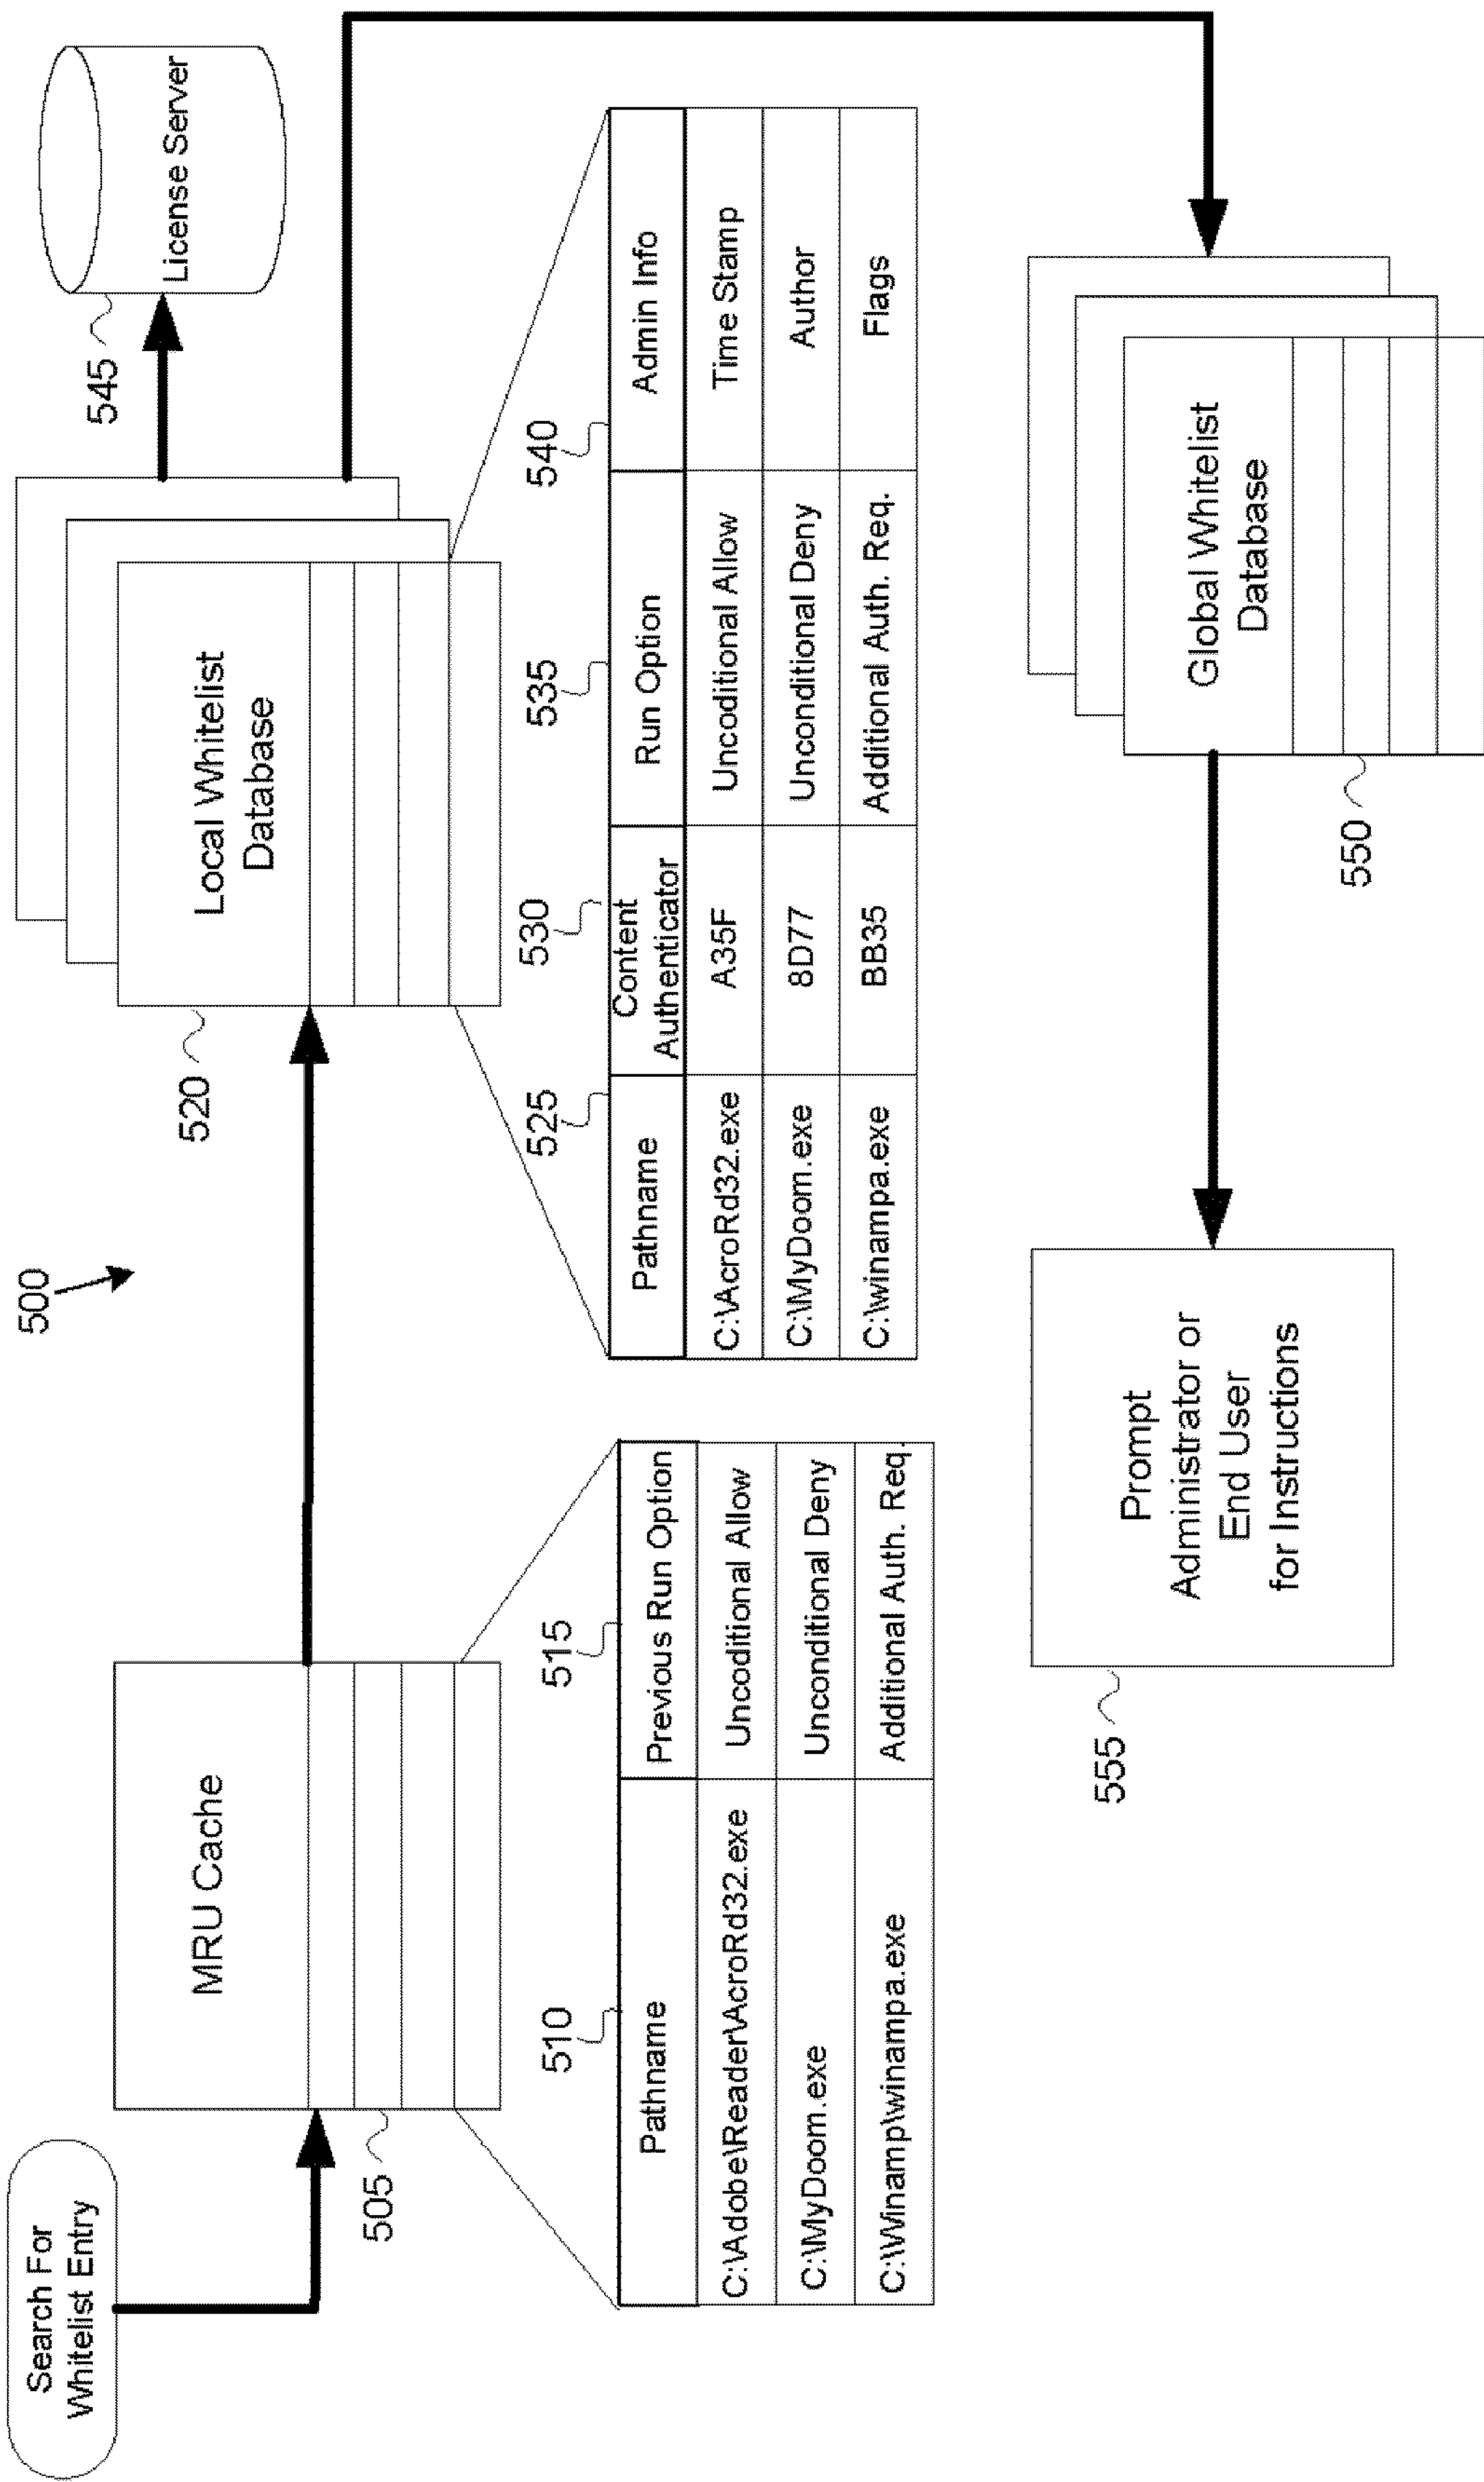 500
Search For
Whitelist Entry
MRU Cache
505
Local Whitelist
Database
520
License Server
545
510
515
Pathname Previous Run Option
C:\Adobe\Reader\AcroRd32.exe Uncoditional Allow
C:\MyDoom.exe Unconditional Deny
C:\Winamp\winampa.exe Additional Auth. Req.
525
530
535
540
Pathname Content Authenticator Run Option Admin Info
C:\AcroRd32.exe A35F Uncoditional Allow Time Stamp
C:\MyDoom.exe 8D77 Unconditional Deny Author
C:\winampa.exe BB35 Additional Auth. Req. Flags
Prompt
Administrator or
End User
for Instructions
555
Global Whitelist
Database
550